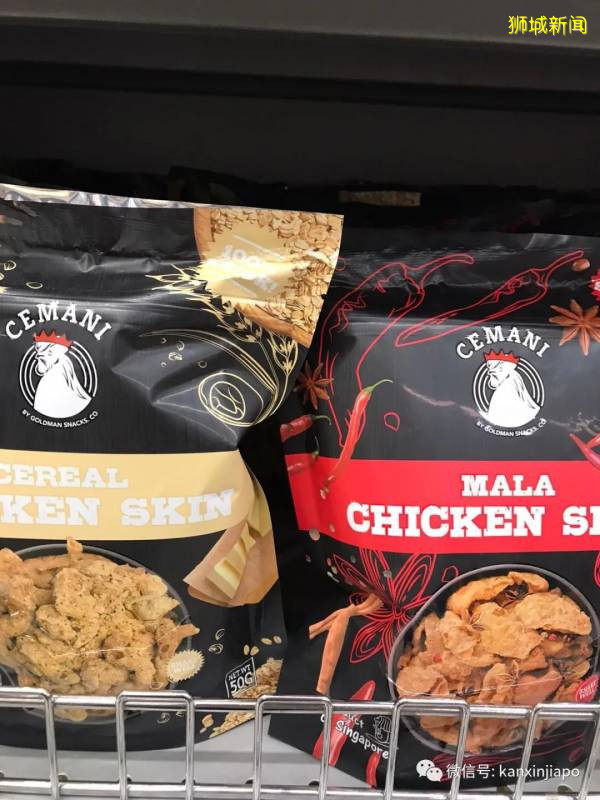 狮城新闻
CEMANI
BY GOLDMAN SNACKS. CO
CEREAL
KEN SKIN
NET WT
50G
CEMANI
BY GOLDMAN SNACKS. CO
MALA
CHICKEN S
Singapore
微信号: kanxinjiapo